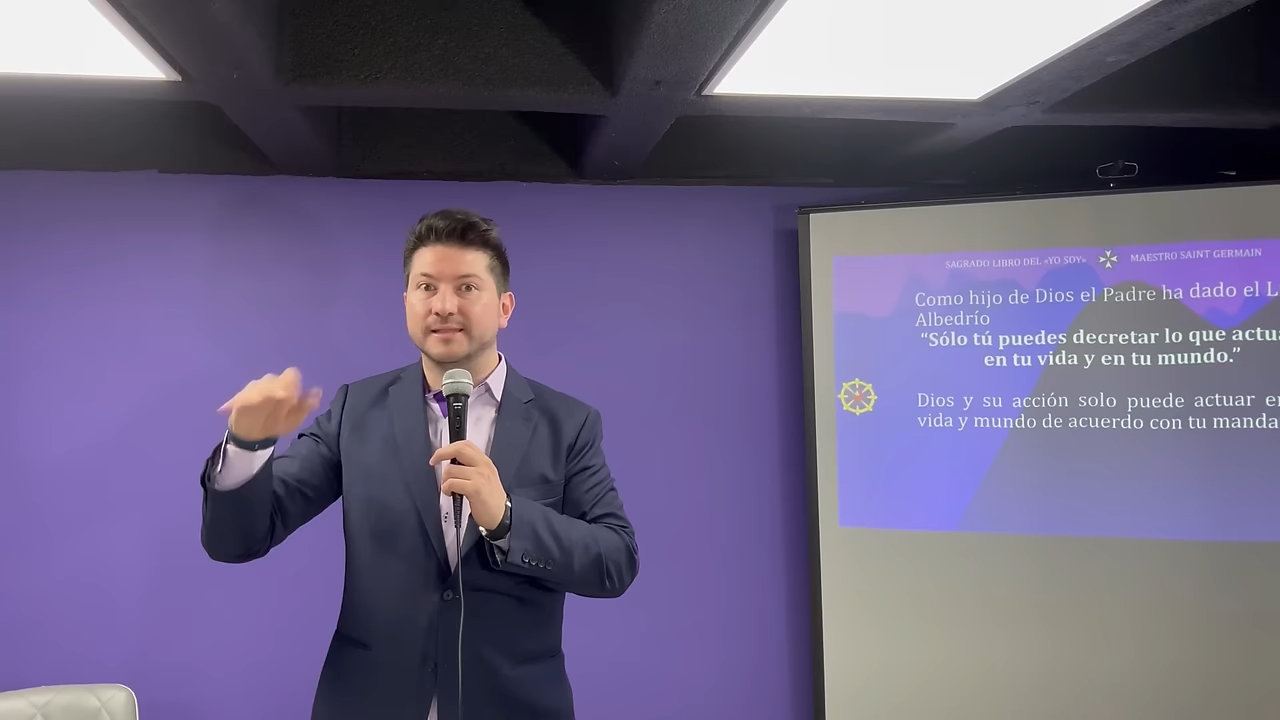 SAGRADO LIBRO DEL «YO SOY» MAESTRO SAINT GERMAIN
Como hijo de Dios el Padre ha dado el L
Albedrío
“Sólo tú puedes decretar lo que actua
en tu vida y en tu mundo.”
Dios y su acción solo puede actuar en
vida y mundo de acuerdo con tu manda